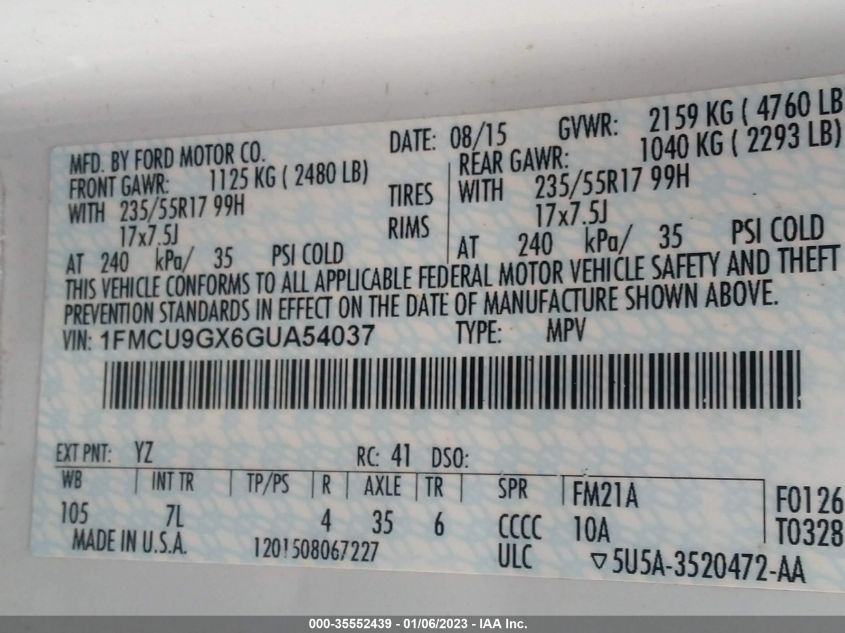 MFD. BY FORD MOTOR CO. DATE: 08/15 GVWR: 2159 KG ( 4760 LB
FRONT GAWR: 1125 KG ( 2480 LB) REAR GAWR: 1040 KG ( 2293 LB)
WITH 235/55R17 99H TIRES WITH 235/55R17 99H
17x7.5J RIMS 17x7.5J
AT 240 kPa/ 35 PSI COLD AT 240 kPa/ 35 PSI COLD
THIS VEHICLE CONFORMS TO ALL APPLICABLE FEDERAL MOTOR VEHICLE SAFETY AND THEFT
PREVENTION STANDARDS IN EFFECT ON THE DATE OF MANUFACTURE SHOWN ABOVE.
VIN: 1FMCU9GX6GUA54037 TYPE: MPV
EXT PNT: YZ RC: 41 DSO:
WB INT TR TP/PS R AXLE TR SPR FM21A F0126
105 7L 4 35 6 CCCC 10A T0328
MADE IN U.S.A. 1201508067227 ULC ▽5U5A-3520472-AA
000-35552439 - 01/06/2023 - IAA Inc.